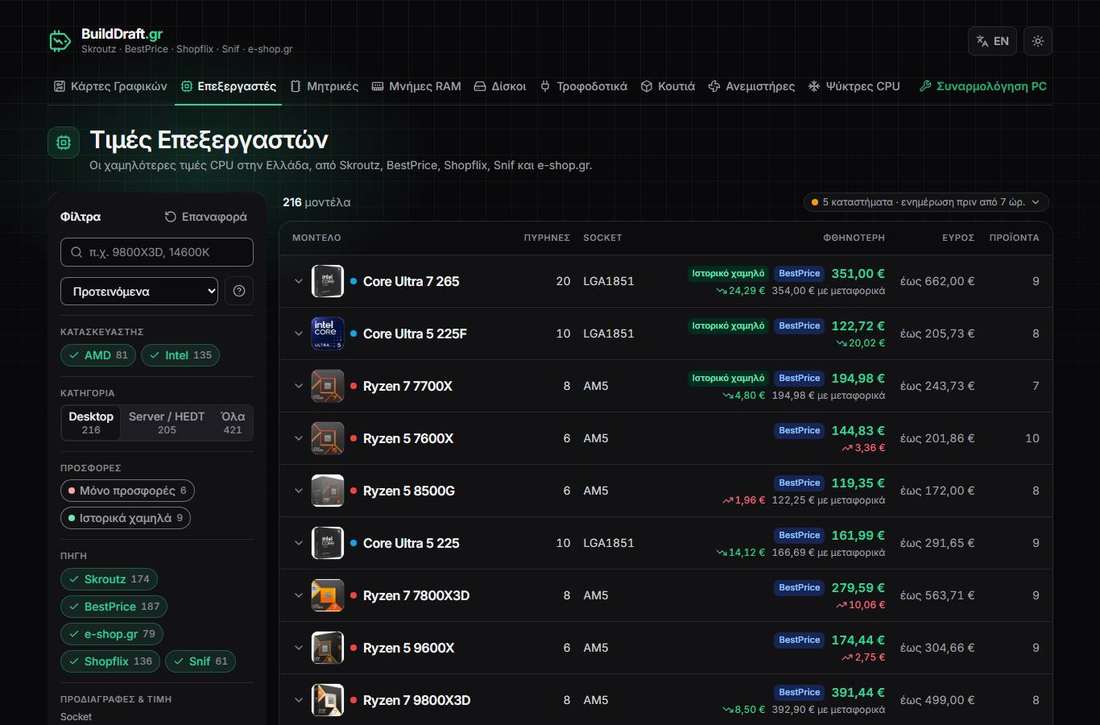 BuildDraft.gr
Skroutz · BestPrice · Shopflix · Snif · e-shop.gr
EN
Κάρτες Γραφικών Επεξεργαστές Μητρικές Μνήμες RAM Δίσκοι Τροφοδοτικά Κουτιά Ανεμιστήρες Ψύκτρες CPU Συναρμολόγηση PC
Τιμές Επεξεργαστών
Οι χαμηλότερες τιμές CPU στην Ελλάδα, από Skroutz, BestPrice, Shopflix, Snif και e-shop.gr.
Φίλτρα Επαναφορά
π.χ. 9800X3D, 14600K
Προτεινόμενα
ΚΑΤΑΣΚΕΥΑΣΤΗΣ
AMD 81 Intel 135
ΚΑΤΗΓΟΡΙΑ
Desktop Server / HEDT Όλα
216 205 421
ΠΡΟΣΦΟΡΕΣ
Μόνο προσφορές 6
Ιστορικά χαμηλά 9
ΠΗΓΗ
Skroutz 174
BestPrice 187
e-shop.gr 79
Shopflix 136 Snif 61
ΠΡΟΔΙΑΓΡΑΦΕΣ & ΤΙΜΗ
Socket
216 μοντέλα
5 καταστήματα · ενημέρωση πριν από 7 ώρ.
ΜΟΝΤΕΛΟ ΠΥΡΗΝΕΣ SOCKET ΦΘΗΝΟΤΕΡΗ ΕΥΡΟΣ ΠΡΟΪΟΝΤΑ
Core Ultra 7 265 20 LGA1851 Ιστορικό χαμηλό BestPrice 351,00 € έως 662,00 € 9
24,29 € 354,00 € με μεταφορικά
Core Ultra 5 225F 10 LGA1851 Ιστορικό χαμηλό BestPrice 122,72 € έως 205,73 € 8
20,02 €
Ryzen 7 7700X 8 AM5 Ιστορικό χαμηλό BestPrice 194,98 € έως 243,73 € 7
4,80 € 194,98 € με μεταφορικά
Ryzen 5 7600X 6 AM5 BestPrice 144,83 € έως 201,86 € 10
3,36 €
Ryzen 5 8500G 6 AM5 BestPrice 119,35 € έως 172,00 € 8
1,96 € 122,25 € με μεταφορικά
Core Ultra 5 225 10 LGA1851 BestPrice 161,99 € έως 291,65 € 9
14,12 € 166,69 € με μεταφορικά
Ryzen 7 7800X3D 8 AM5 BestPrice 279,59 € έως 563,71 € 9
10,06 €
Ryzen 5 9600X 6 AM5 BestPrice 174,44 € έως 304,66 € 9
2,75 €
Ryzen 7 9800X3D 8 AM5 BestPrice 391,44 € έως 499,00 € 8
8,50 € 392,90 € με μεταφορικά